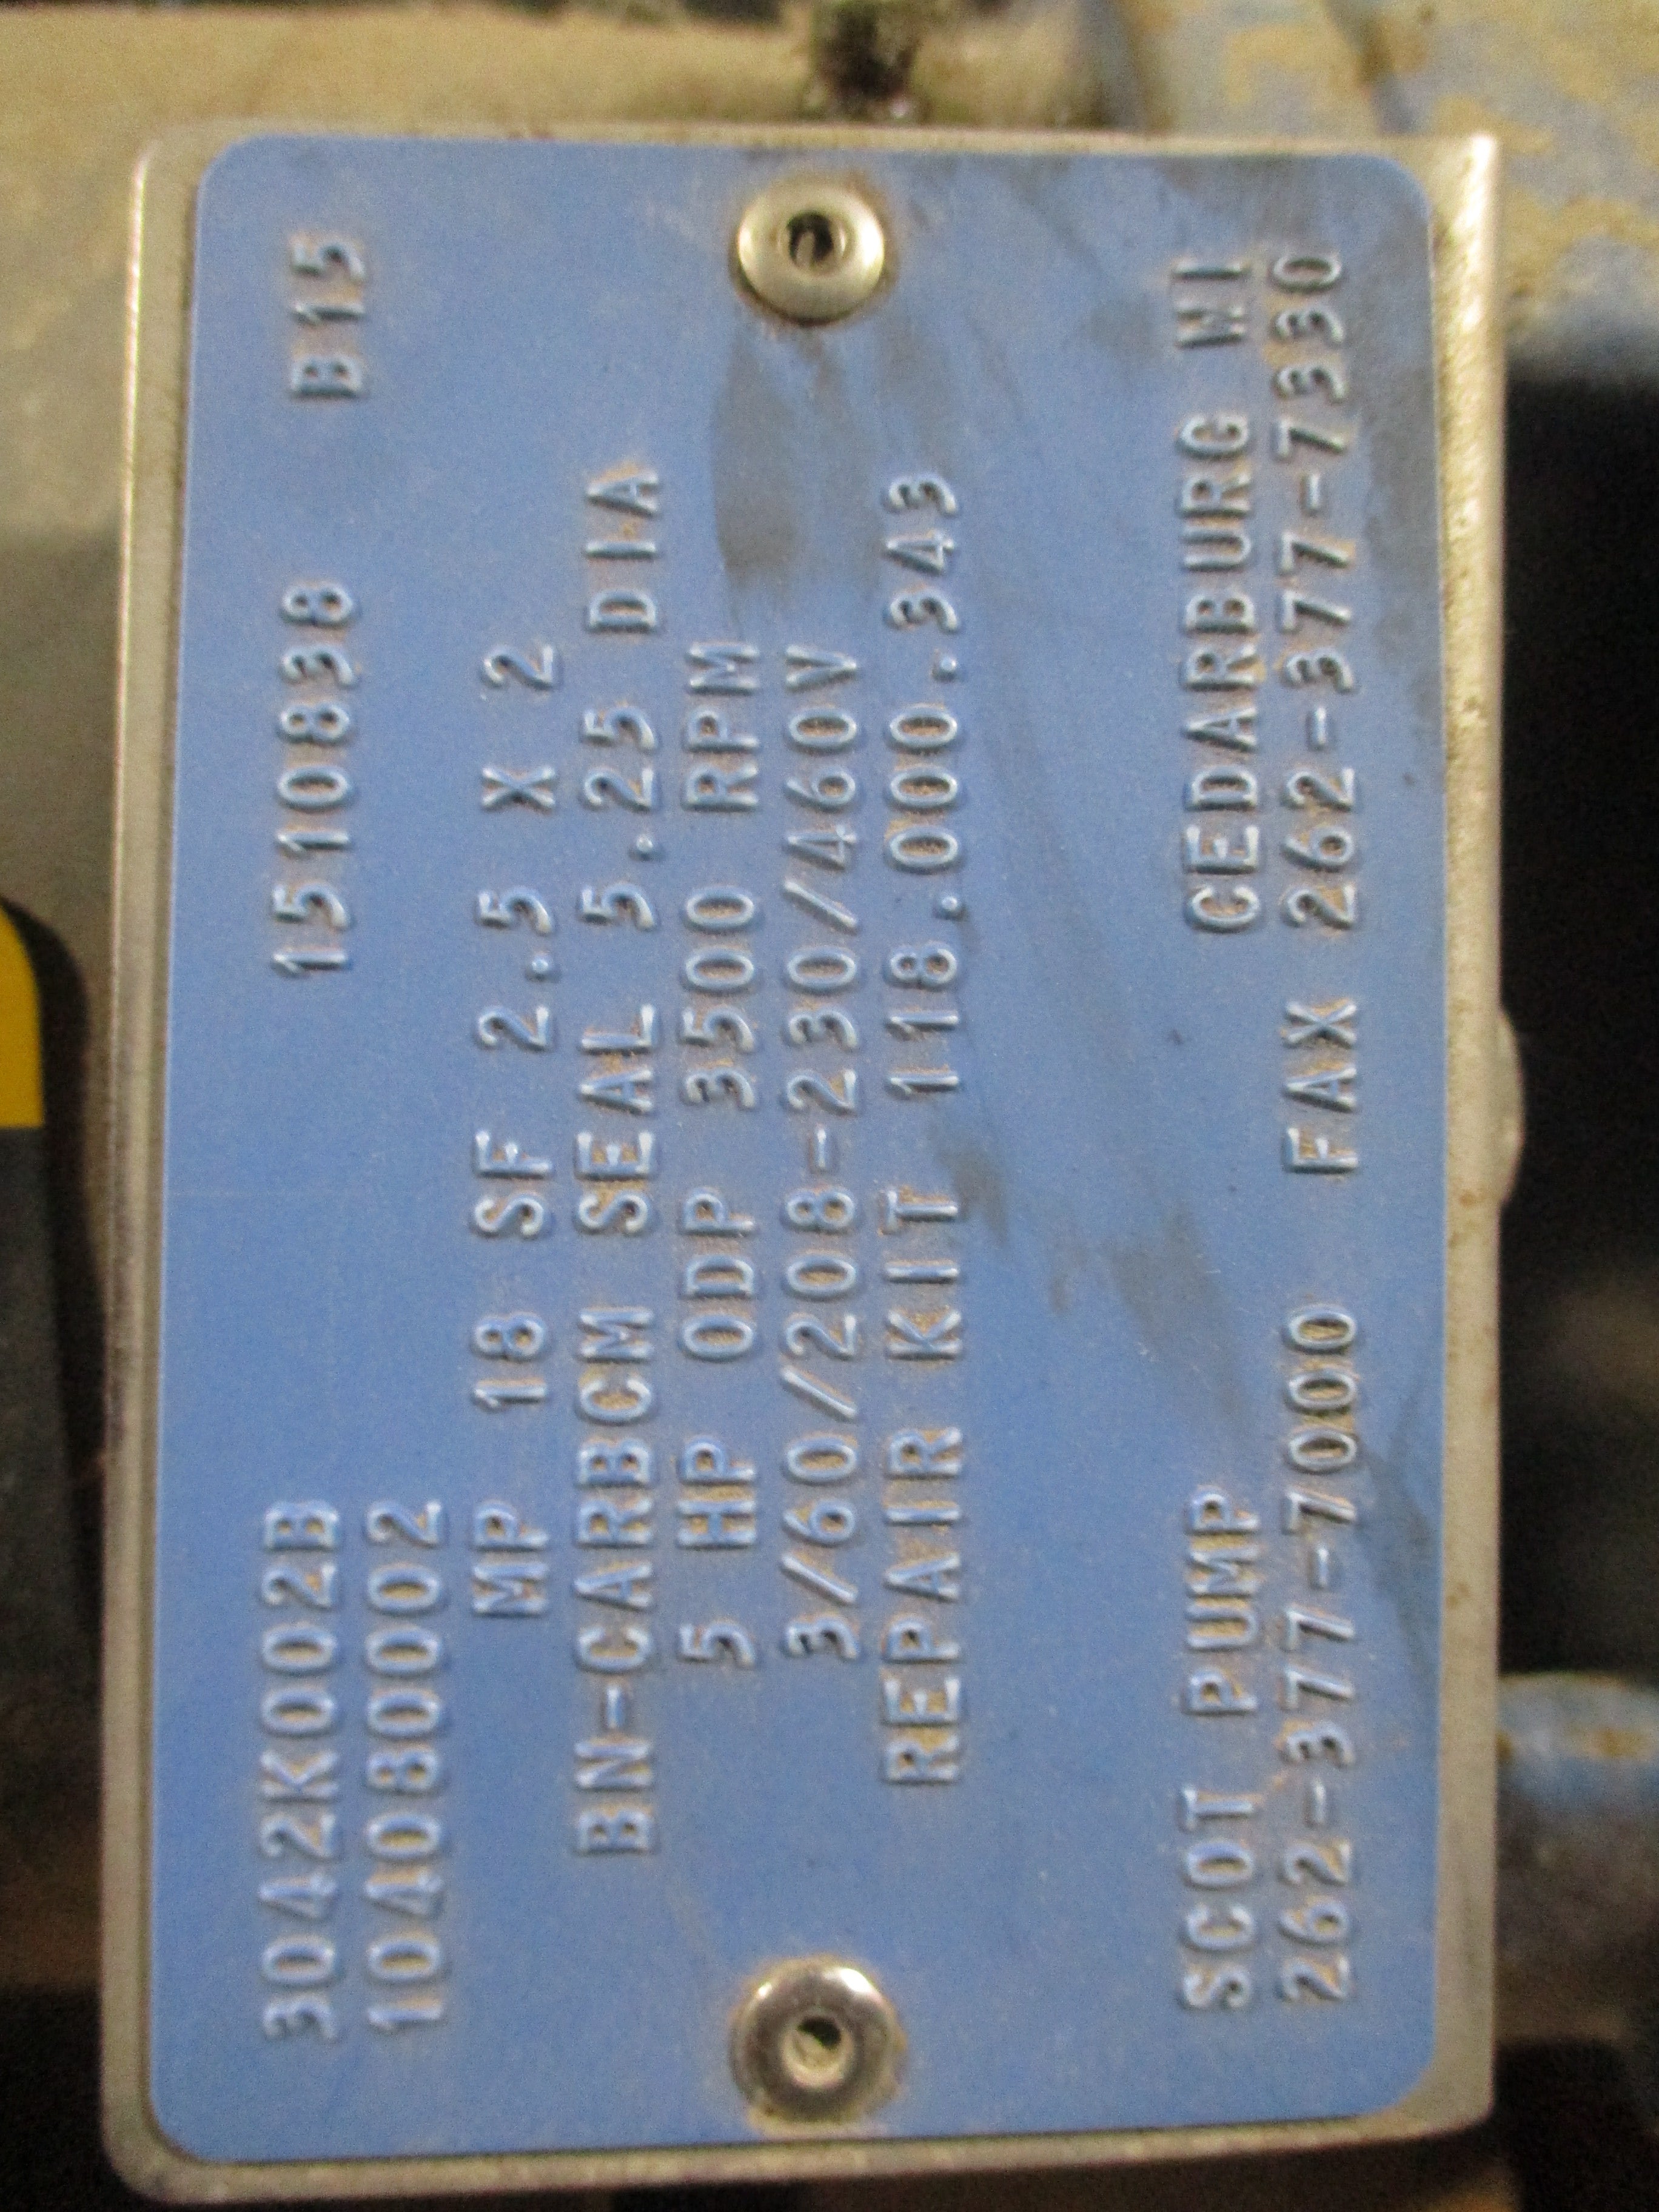 3042K002B 1510838 B15
104080002
MP 18 SF 2.5 X 2
BN-CARBCM SEAL 5.25 DIA
5 HP ODP 3500 RPM
3/60/208-230/460V
REPAIR KIT 118.000.343
SCOT PUMP CEDARBURG WI
262-377-7000 FAX 262-377-7330